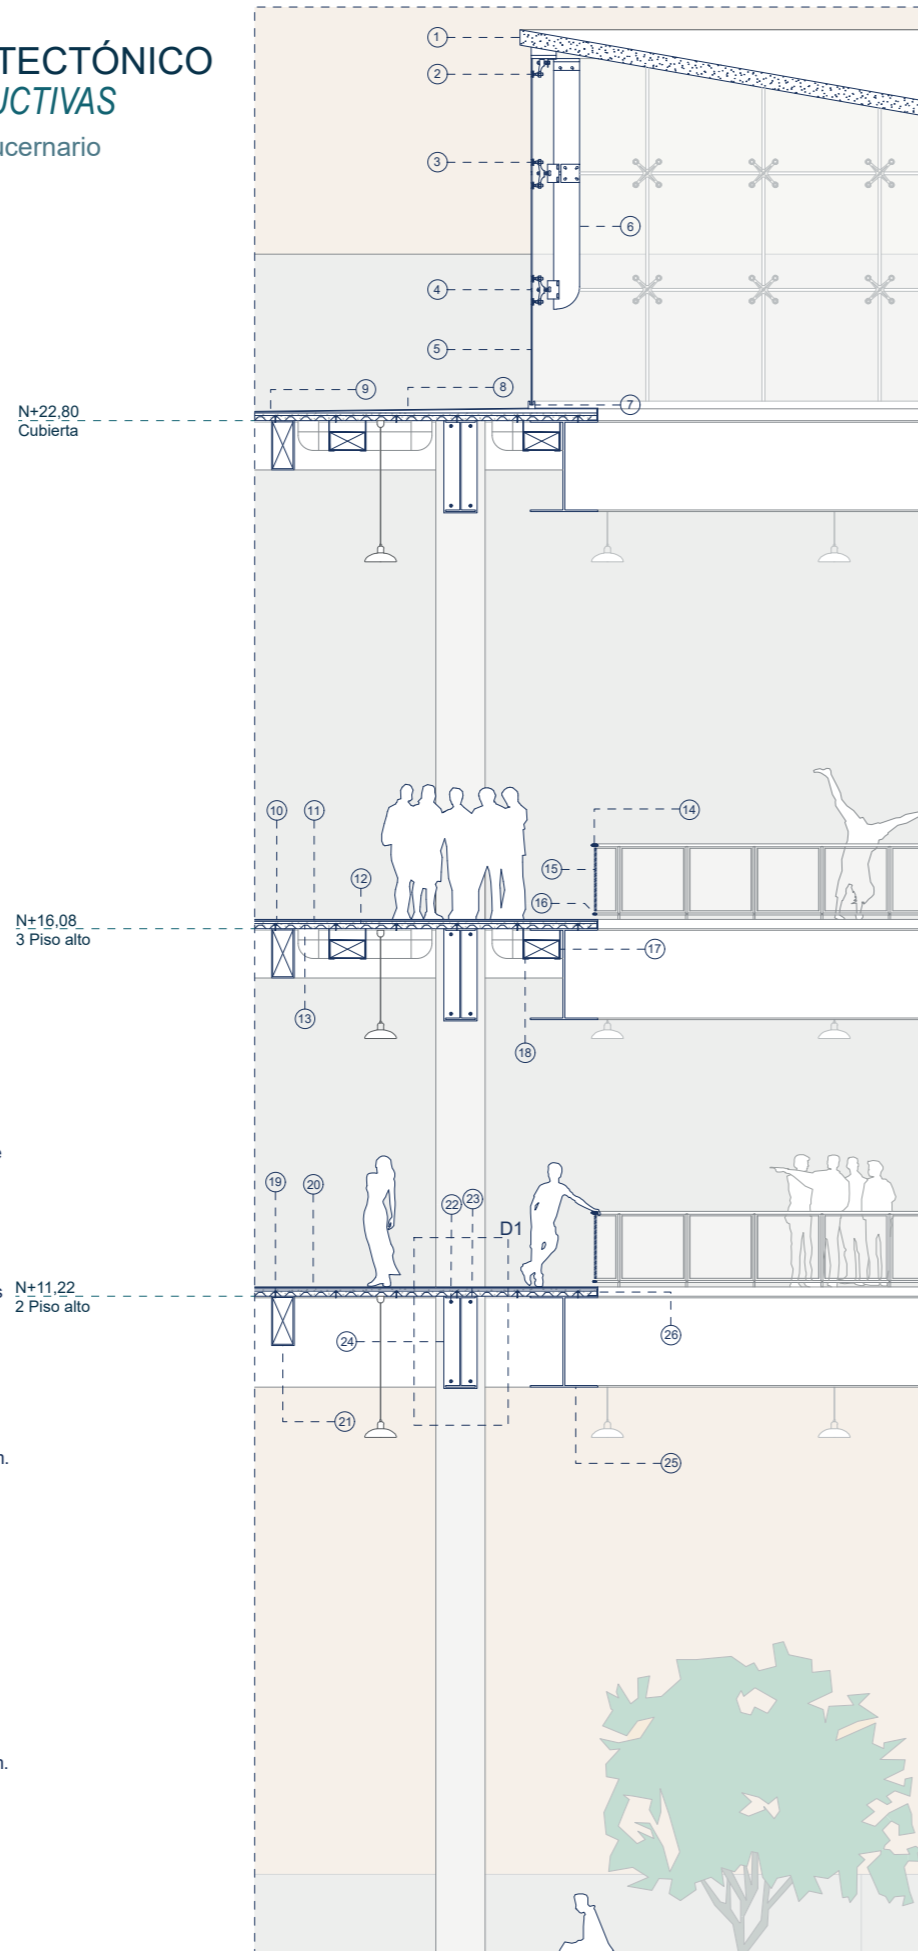 TECTÓNICO
UCTIVAS
ucernario
1
2
3
6
4
5
9
8
7
N+22,80
Cubierta
10
11
14
12
15
16
N+16,08
3 Piso alto
17
13
18
e
19
20
22
23
D1
s
N+11,22
2 Piso alto
26
24
21
25
n.
n.